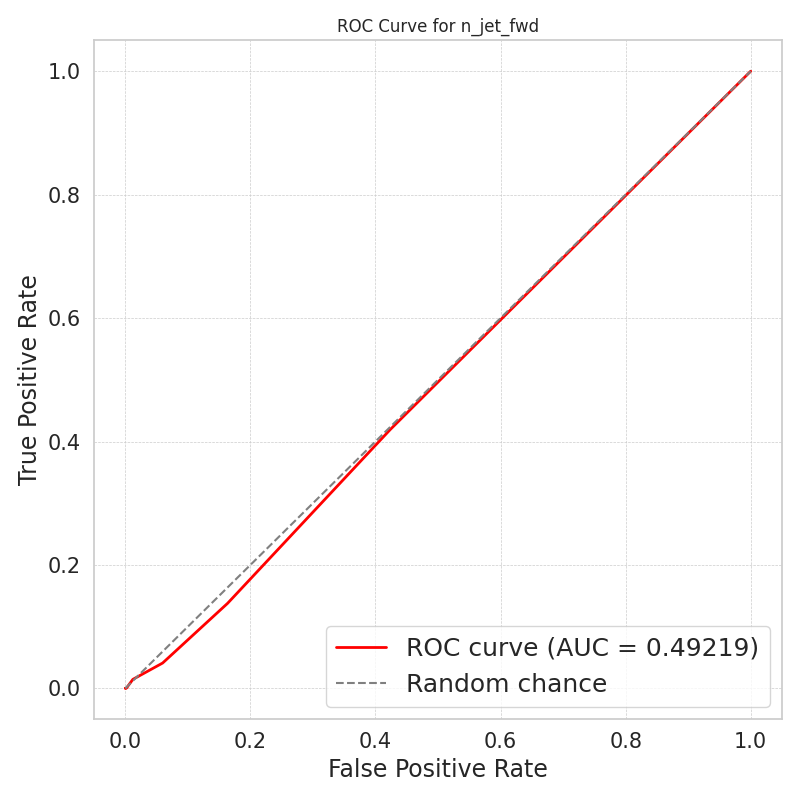 ROC Curve for n_jet_fwd
1.0
0.8
0.6
0.4
0.2
0.0
True Positive Rate
ROC curve (AUC = 0.49219)
Random chance
0.0 0.2 0.4 0.6 0.8 1.0
False Positive Rate